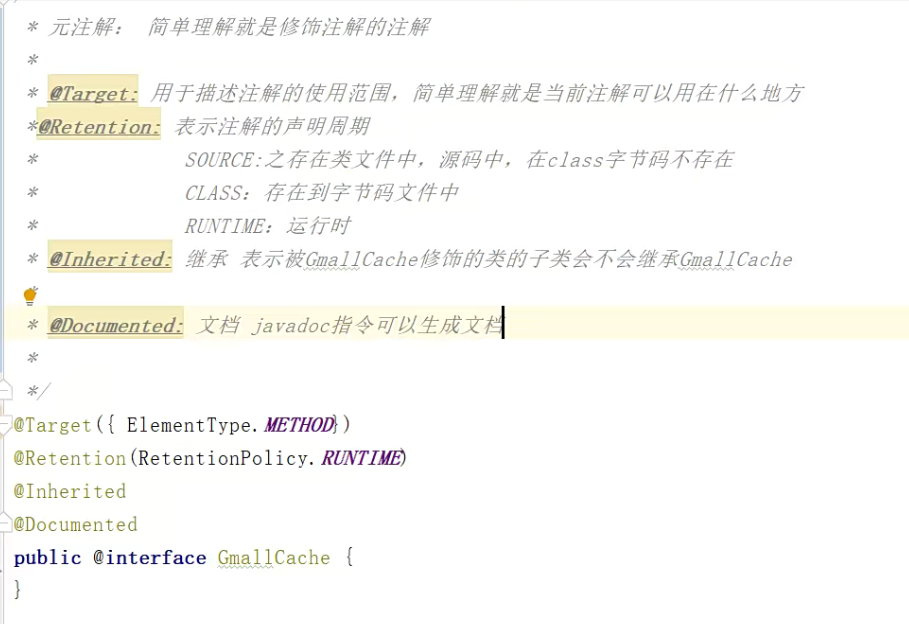 * 元注解： 简单理解就是修饰注解的注解
*
* @Target: 用于描述注解的使用范围，简单理解就是当前注解可以用在什么地方
*@Retention: 表示注解的声明周期
* SOURCE:之存在类文件中，源码中，在class字节码不存在
* CLASS：存在到字节码文件中
* RUNTIME：运行时
* @Inherited: 继承 表示被GmallCache修饰的类的子类会不会继承GmallCache
*
* @Documented: 文档 javadoc指令可以生成文档
*
*/
@Target({ ElementType.METHOD})
@Retention(RetentionPolicy.RUNTIME)
@Inherited
@Documented
public @interface GmallCache {
}